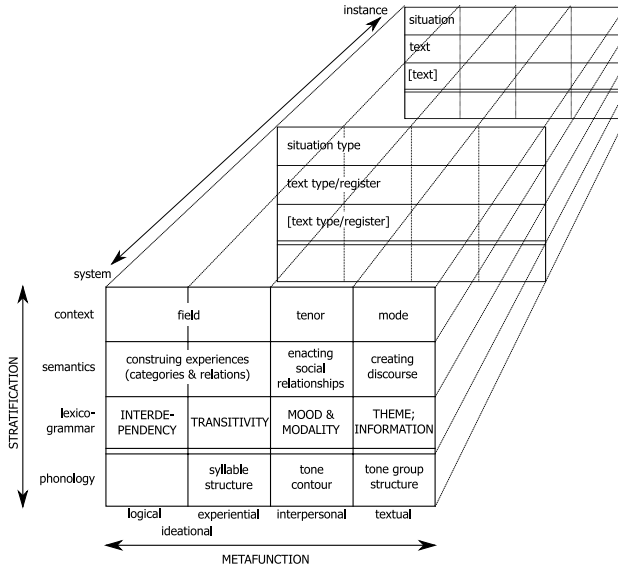 instance
situation
text
[text]
situation type
text type/register
[text type/register]
system
context
field
tenor
mode
semantics
construing experiences
(categories & relations)
enacting
social
relationships
creating
discourse
lexico-
grammar
INTERDE-
PENDENCY
TRANSITIVITY
MOOD &
MODALITY
THEME;
INFORMATION
phonology
syllable
structure
tone
contour
tone group
structure
logical
experiential
interpersonal
textual
ideational
METAFUNCTION
STRATIFICATION